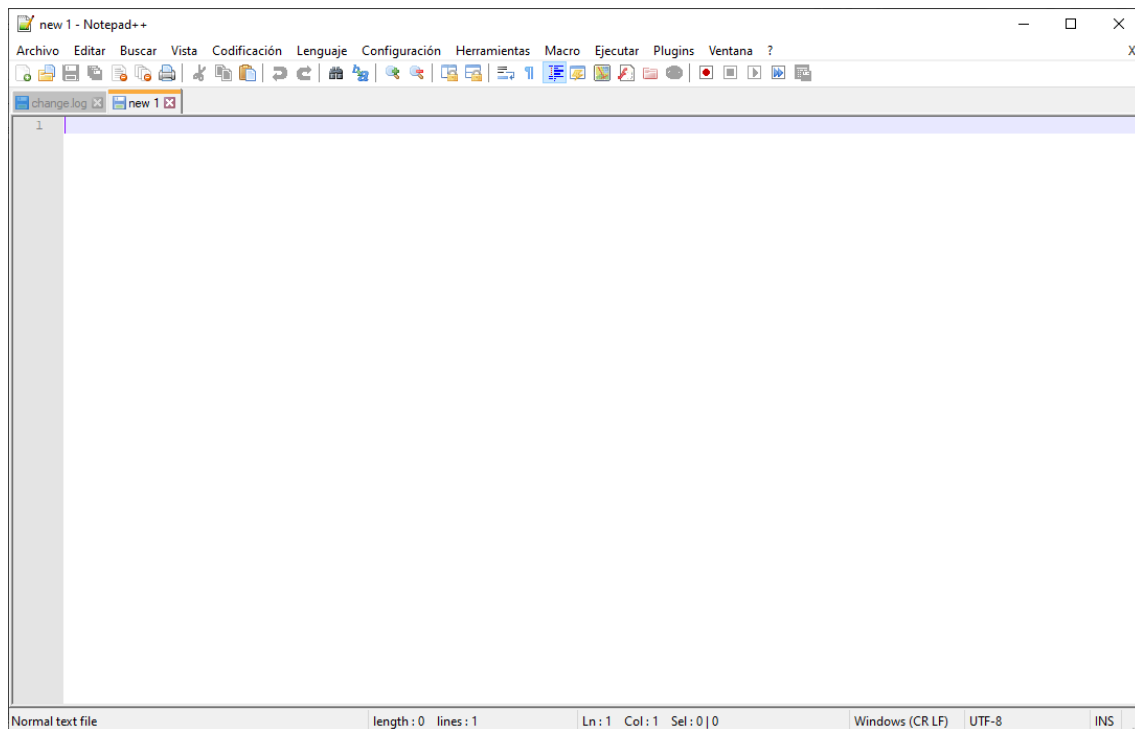 new 1 - Notepad++
Archivo Editar Buscar Vista Codificación Lenguaje Configuración Herramientas Macro Ejecutar Plugins Ventana ? X
change.log new 1
1
Normal text file length : 0 lines : 1 Ln : 1 Col : 1 Sel : 0 | 0 Windows (CR LF) UTF-8 INS